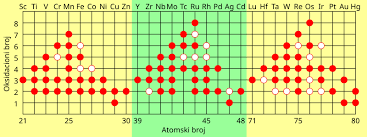 Sc Ti V Cr Mn Fe Co Ni Cu Zn Y Zr Nb Mo Tc Ru Rh Pd Ag Cd Lu Hf Ta W Re Os Ir Pt Au Hg
8
7
6
5
4
3
2
1
Oksidacioni broj
21 25 30 39 45 48 71 75 80
Atomski broj